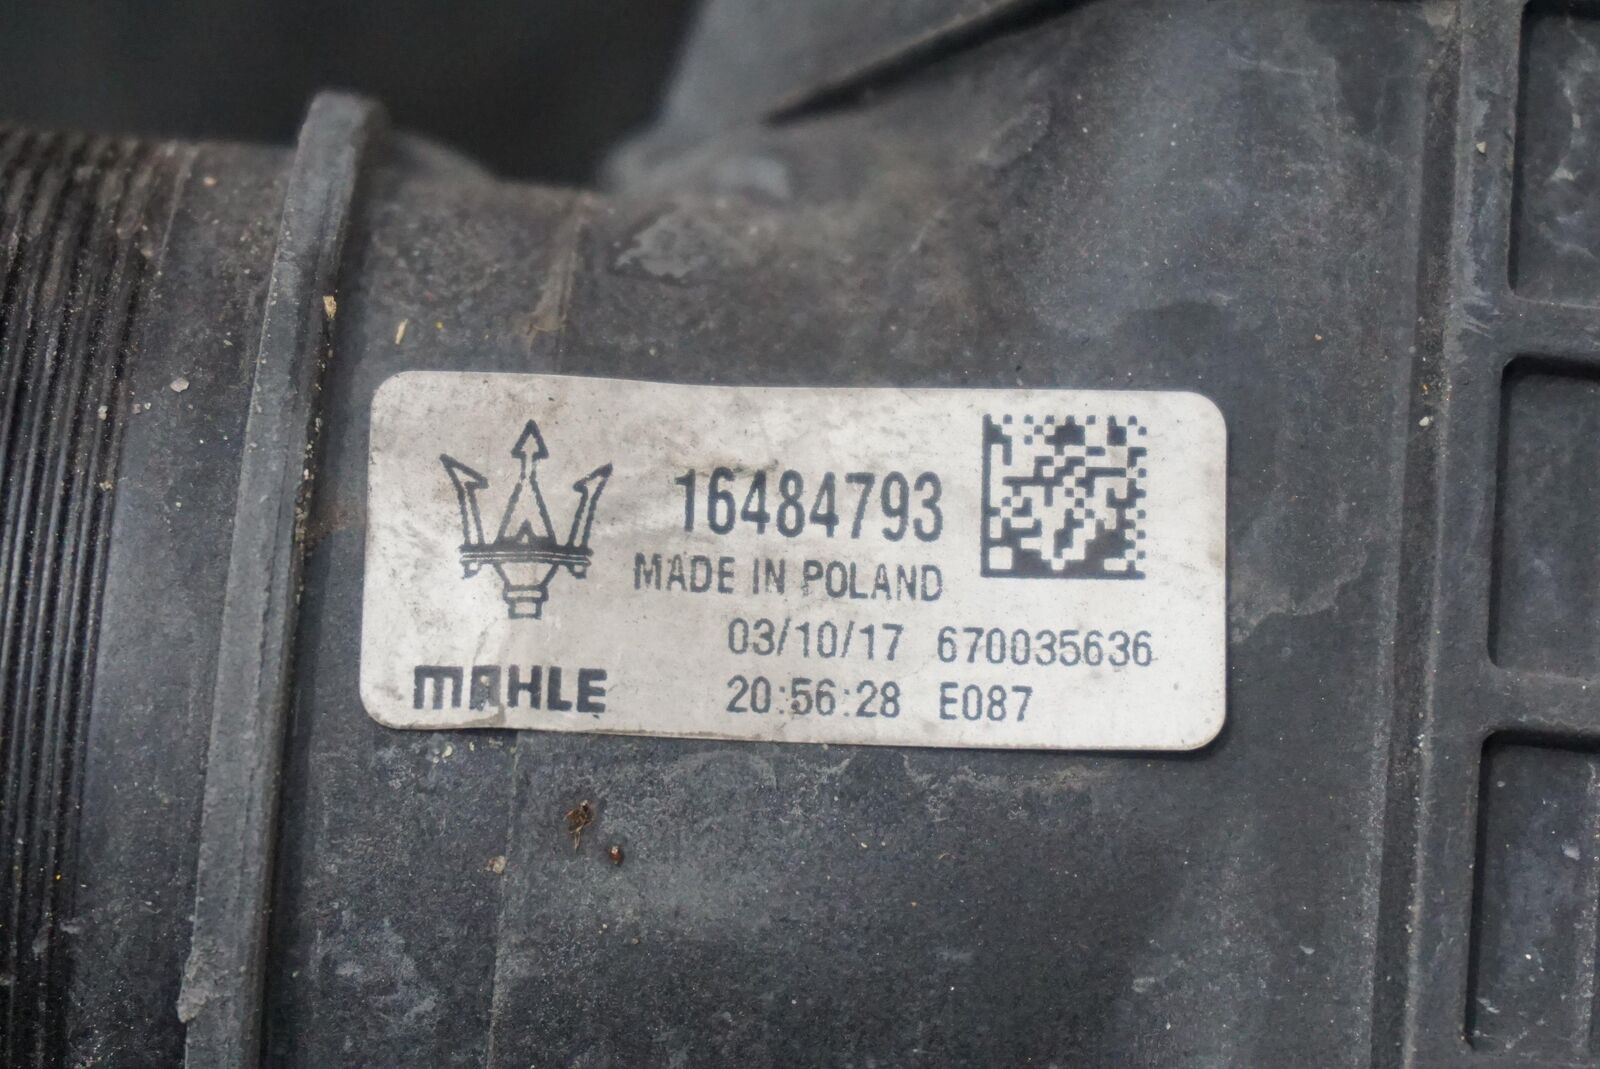 16484793
MADE IN POLAND
03/10/17 670035636
20:56:28 E087
MAHLE